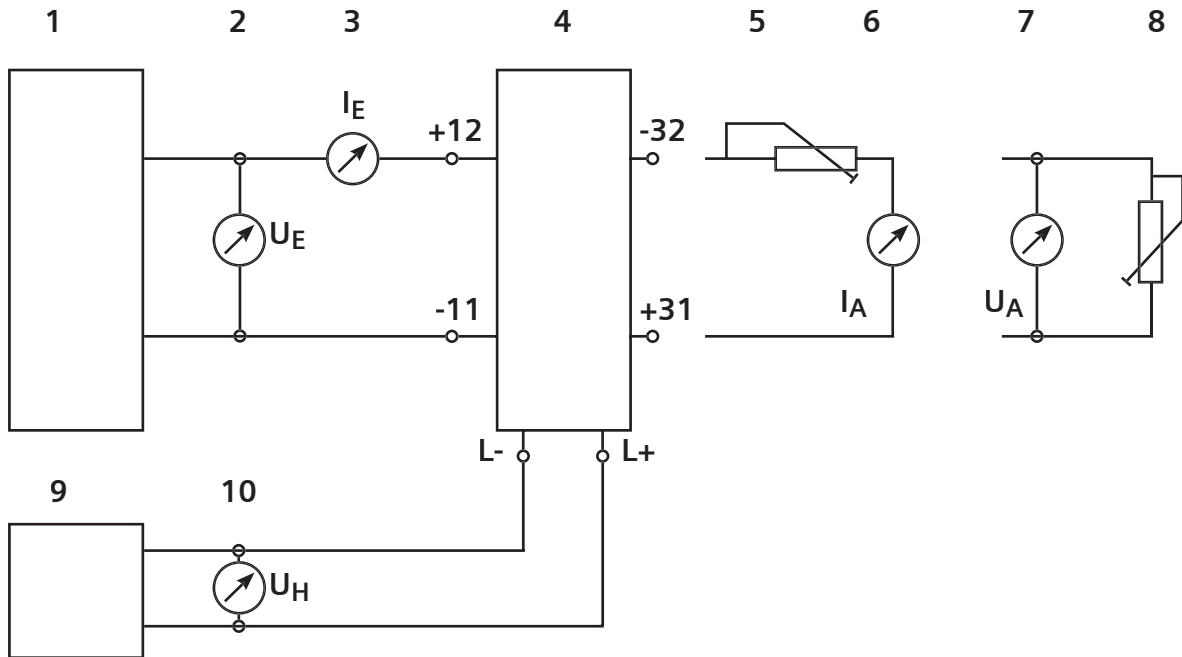 1 2 3 4 5 6 7 8
I_E
+12 -32
U_E
-11 +31 I_A U_A
L- L+
9 10
U_H